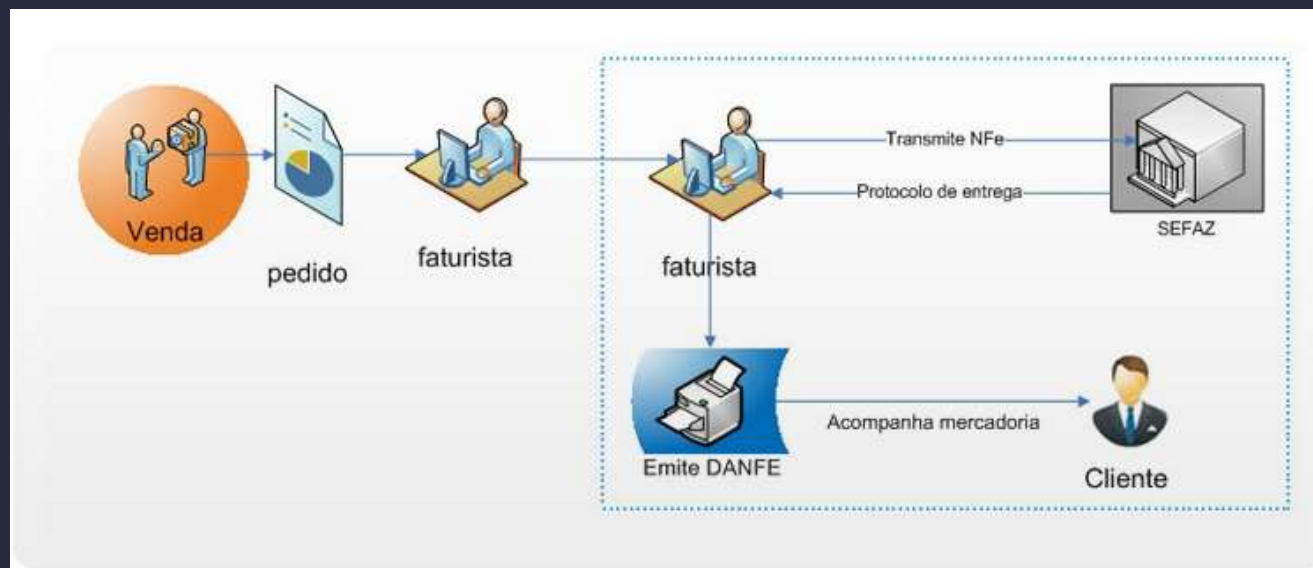 Venda
pedido
faturista
faturista
Transmite NFe
Protocolo de entrega
SEFAZ
Emite DANFE
Acompanha mercadoria
Cliente